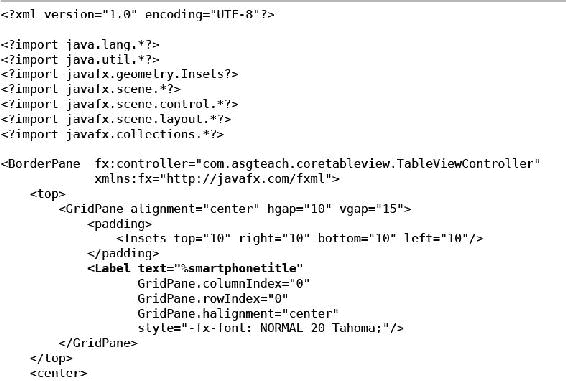 <?xml version="1.0" encoding="UTF-8"?>
<?import java.lang.*?>
<?import java.util.*?>
<?import javafx.geometry.Insets?>
<?import javafx.scene.*?>
<?import javafx.scene.control.*?>
<?import javafx.scene.layout.*?>
<?import javafx.collections.*?>
<BorderPane  fx:controller="com.asgteach.coretableview.TableViewController"
             xmlns:fx="http://javafx.com/fxml">
    <top>
        <GridPane alignment="center" hgap="10" vgap="15">
            <padding>
                <Insets top="10" right="10" bottom="10" left="10"/>
            </padding>
            <Label text="%smartphonetitle"
                   GridPane.columnIndex="0"
                   GridPane.rowIndex="0"
                   GridPane.halignment="center"
                   style="-fx-font: NORMAL 20 Tahoma;"/>
        </GridPane>
    </top>
    <center>